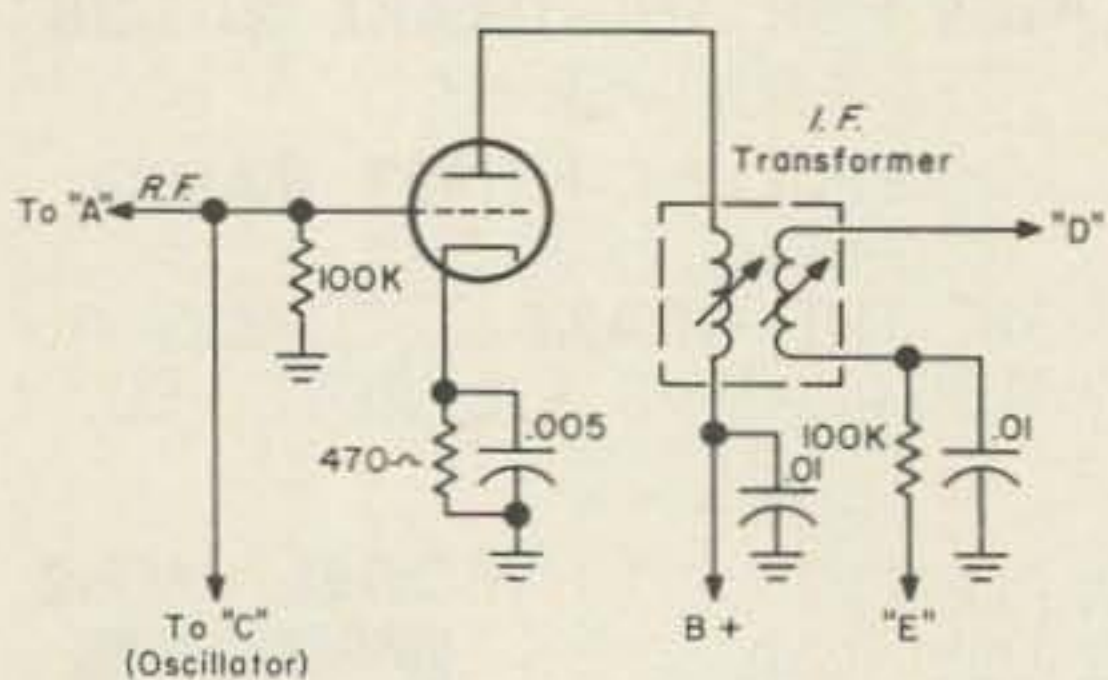 I. F.
Transformer
To "A"
R.F.
"D"
100K
470~
.005
.01
100K
.01
To "C"
(Oscillator)
B +
"E"